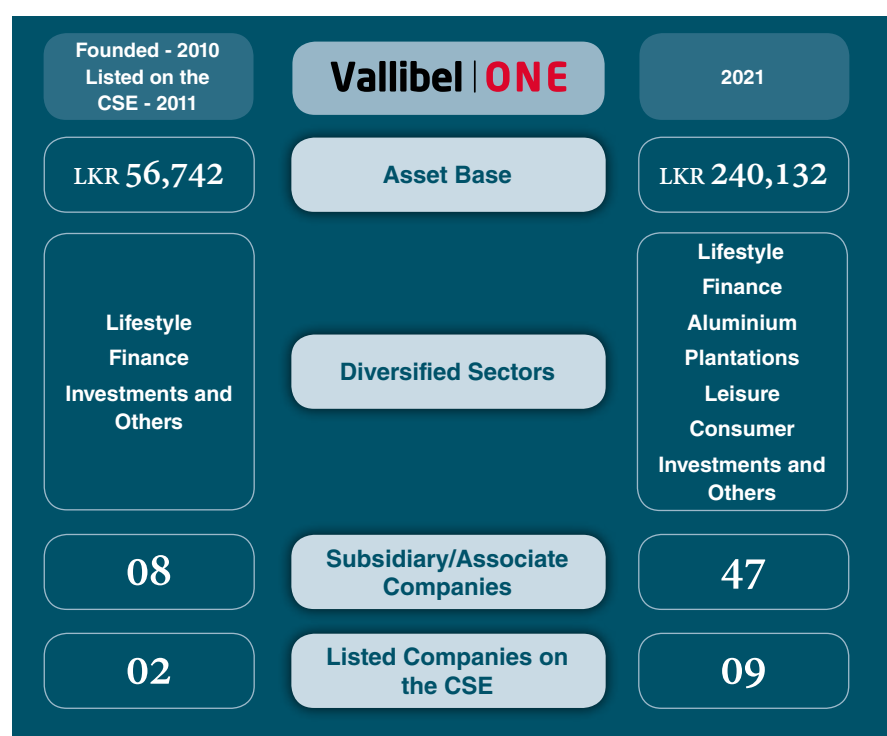 Founded - 2010
Listed on the
CSE - 2011
Vallibel | ONE
2021
LKR 56,742
Asset Base
LKR 240,132
Lifestyle
Finance
Investments and
Others
Diversified Sectors
Lifestyle
Finance
Aluminium
Plantations
Leisure
Consumer
Investments and
Others
08
Subsidiary/Associate
Companies
47
02
Listed Companies on
the CSE
09